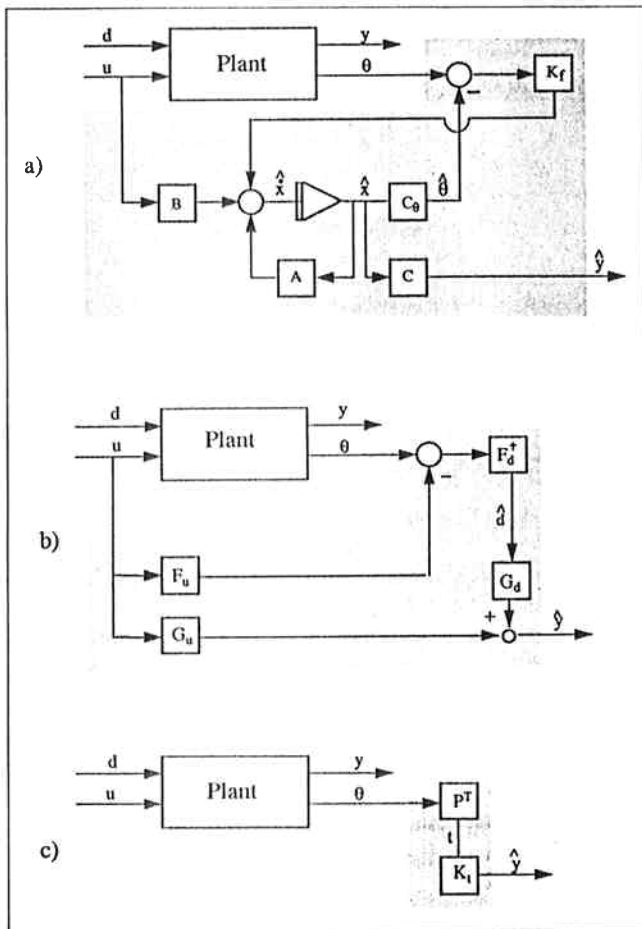 d
u
Plant
y
θ
−
K_f
a)
B
x̂̇
x̂
C_θ
θ̂
A
C
ŷ
d
u
Plant
y
θ
−
F_d^†
d̂
b)
F_u
G_d
G_u
+
ŷ
d
u
Plant
y
θ
P^T
t
c)
K_t
ŷ